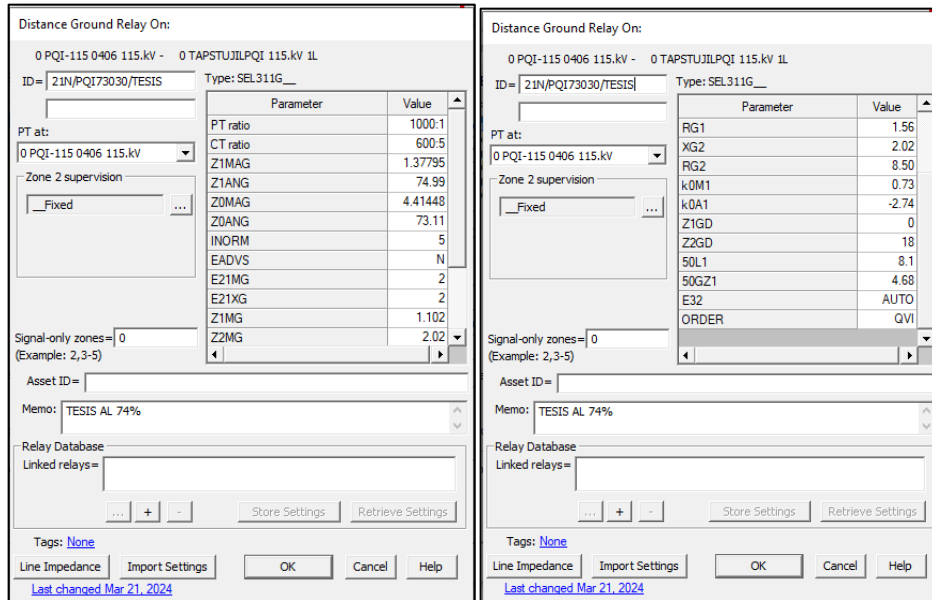 Distance Ground Relay On:
0 PQI-115 0406 115.kV - 0 TAPSTUJILPQI 115.kV 1L
ID= 21N/PQI73030/TESIS Type: SEL311G__
Parameter Value
PT ratio 1000:1
CT ratio 600:5
Z1MAG 1.37795
Z1ANG 74.99
Z0MAG 4.41448
Z0ANG 73.11
INORM 5
EADVS N
E21MG 2
E21XG 2
Z1MG 1.102
Z2MG 2.02
PT at:
0 PQI-115 0406 115.kV
Zone 2 supervision
__Fixed ...
Signal-only zones= 0
(Example: 2,3-5)
Asset ID=
Memo: TESIS AL 74%
Relay Database
Linked relays=
... + - Store Settings Retrieve Settings
Tags: None
Line Impedance Import Settings OK Cancel Help
Last changed Mar 21, 2024
Distance Ground Relay On:
0 PQI-115 0406 115.kV - 0 TAPSTUJILPQI 115.kV 1L
ID= 21N/PQI73030/TESIS Type: SEL311G__
Parameter Value
RG1 1.56
XG2 2.02
RG2 8.50
k0M1 0.73
k0A1 -2.74
Z1GD 0
Z2GD 18
50L1 8.1
50GZ1 4.68
E32 AUTO
ORDER QVI
PT at:
0 PQI-115 0406 115.kV
Zone 2 supervision
__Fixed ...
Signal-only zones= 0
(Example: 2,3-5)
Asset ID=
Memo: TESIS AL 74%
Relay Database
Linked relays=
... + - Store Settings Retrieve Settings
Tags: None
Line Impedance Import Settings OK Cancel Help
Last changed Mar 21, 2024